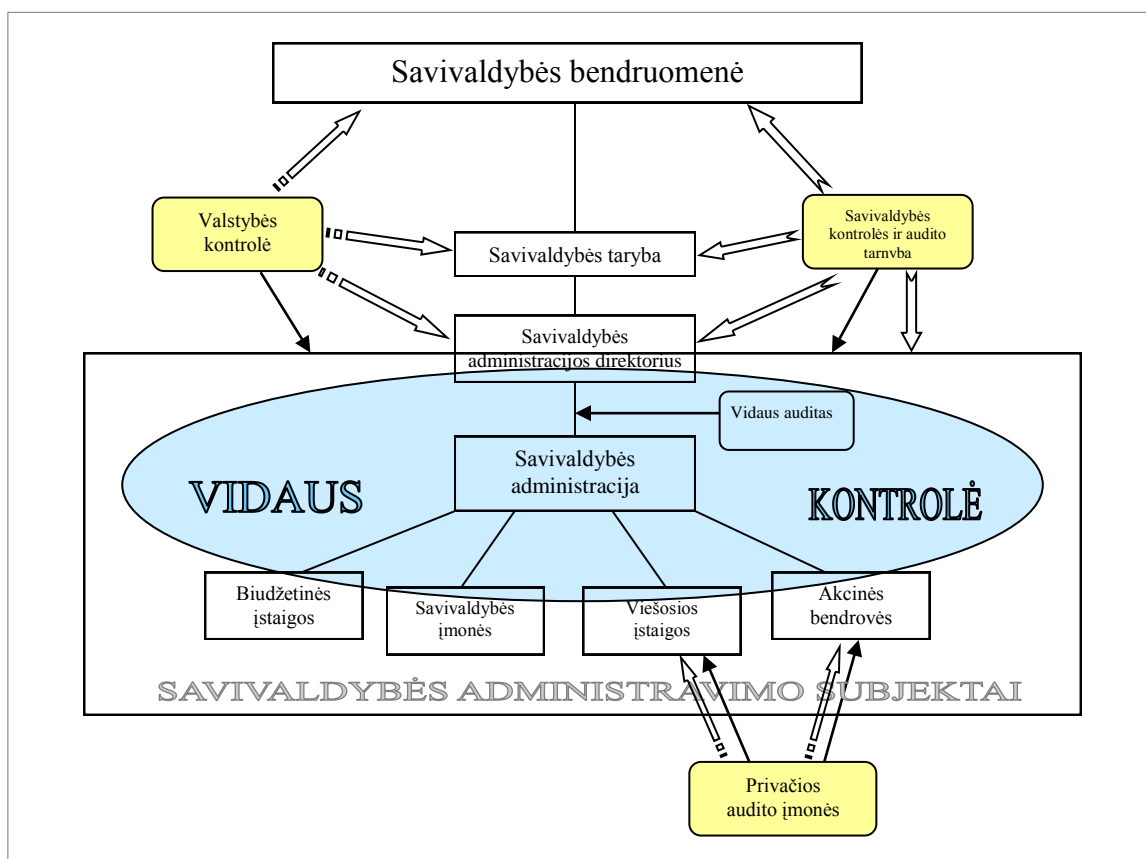 Savivaldybės bendruomenė
Valstybės
kontrolė
Savivaldybės
kontrolės ir audito
tarnyba
Savivaldybės taryba
Savivaldybės
administracijos direktorius
Vidaus auditas
Savivaldybės
administracija
VIDAUS
KONTROLĖ
Biudžetinės
įstaigos
Savivaldybės
įmonės
Viešosios
įstaigos
Akcinės
bendrovės
SAVIVALDYBĖS ADMINISTRAVIMO SUBJEKTAI
Privačios
audito įmonės